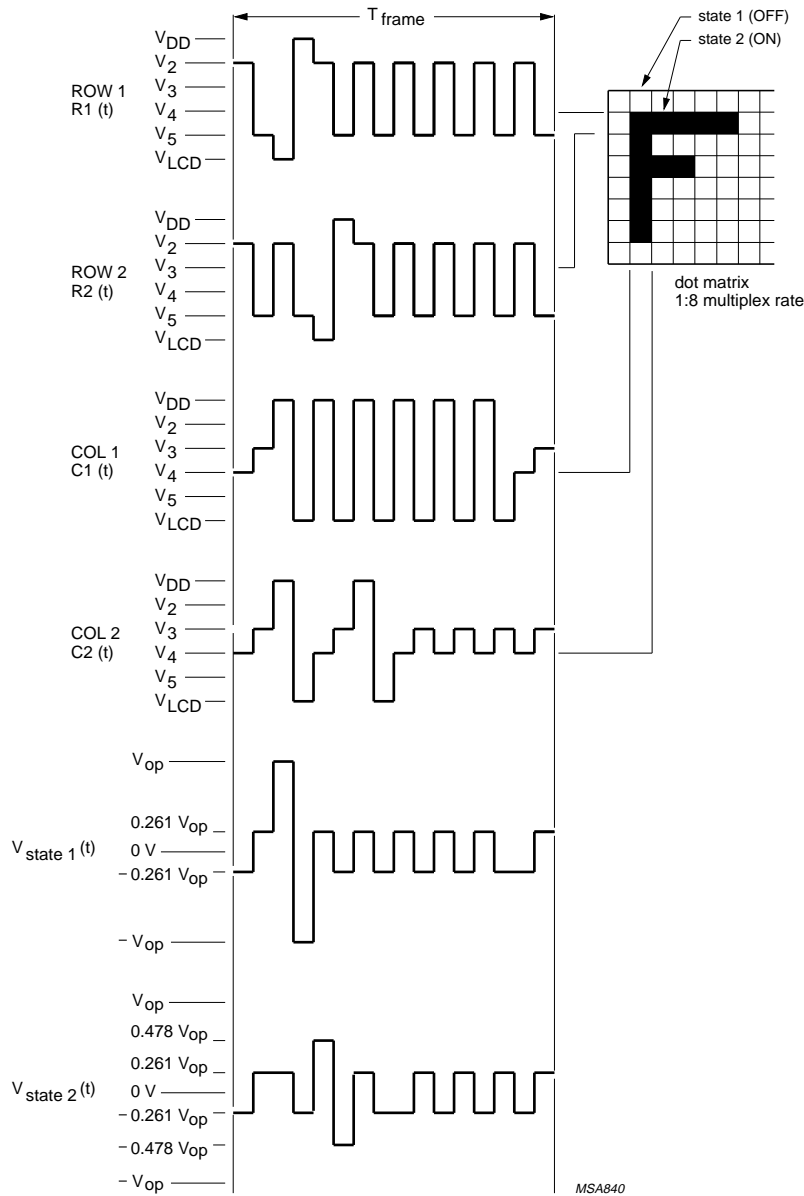 T frame
state 1 (OFF)
state 2 (ON)
ROW 1
R1 (t)
VDD
V2
V3
V4
V5
VLCD
ROW 2
R2 (t)
VDD
V2
V3
V4
V5
VLCD
dot matrix
1:8 multiplex rate
COL 1
C1 (t)
VDD
V2
V3
V4
V5
VLCD
COL 2
C2 (t)
VDD
V2
V3
V4
V5
VLCD
V state 1 (t)
Vop
0.261 Vop
0 V
− 0.261 Vop
− Vop
V state 2 (t)
Vop
0.478 Vop
0.261 Vop
0 V
− 0.261 Vop
− 0.478 Vop
− Vop
MSA840